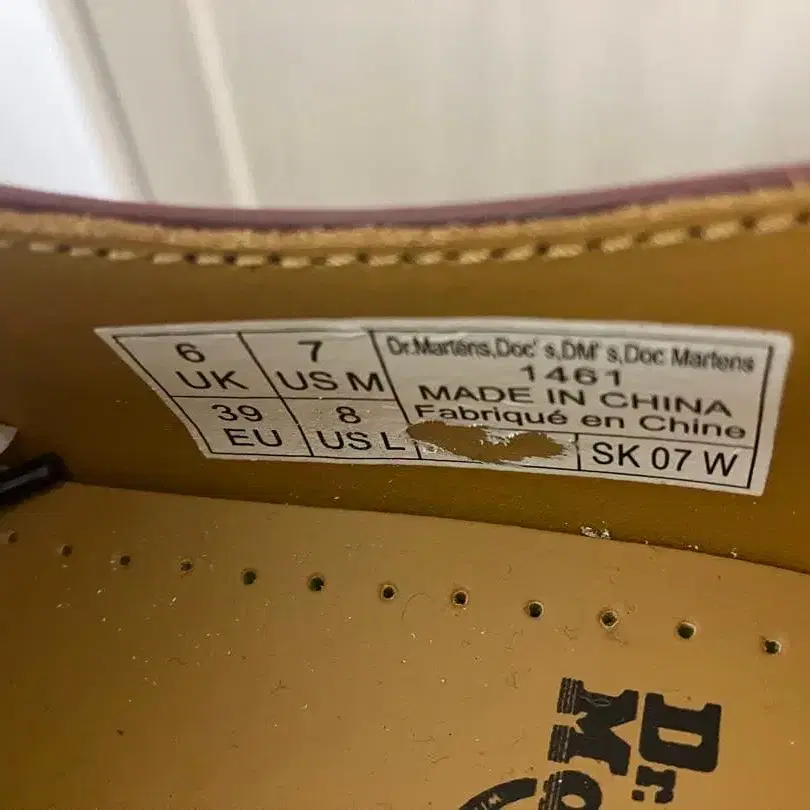 6 UK
7 US M
39 EU
8 US L
Dr.Martens,Doc' s,DM' s,Doc Martens
1461
MADE IN CHINA
Fabriqué en Chine
SK 07 W
Dr.